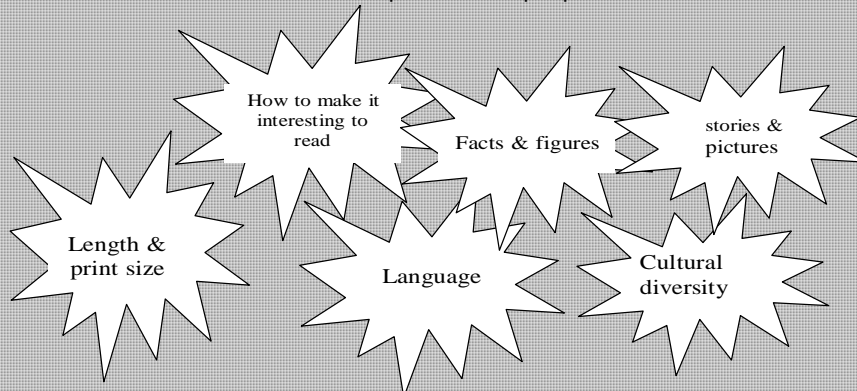 How to make it
interesting to
read
Facts & figures
stories &
pictures
Length &
print size
Language
Cultural
diversity